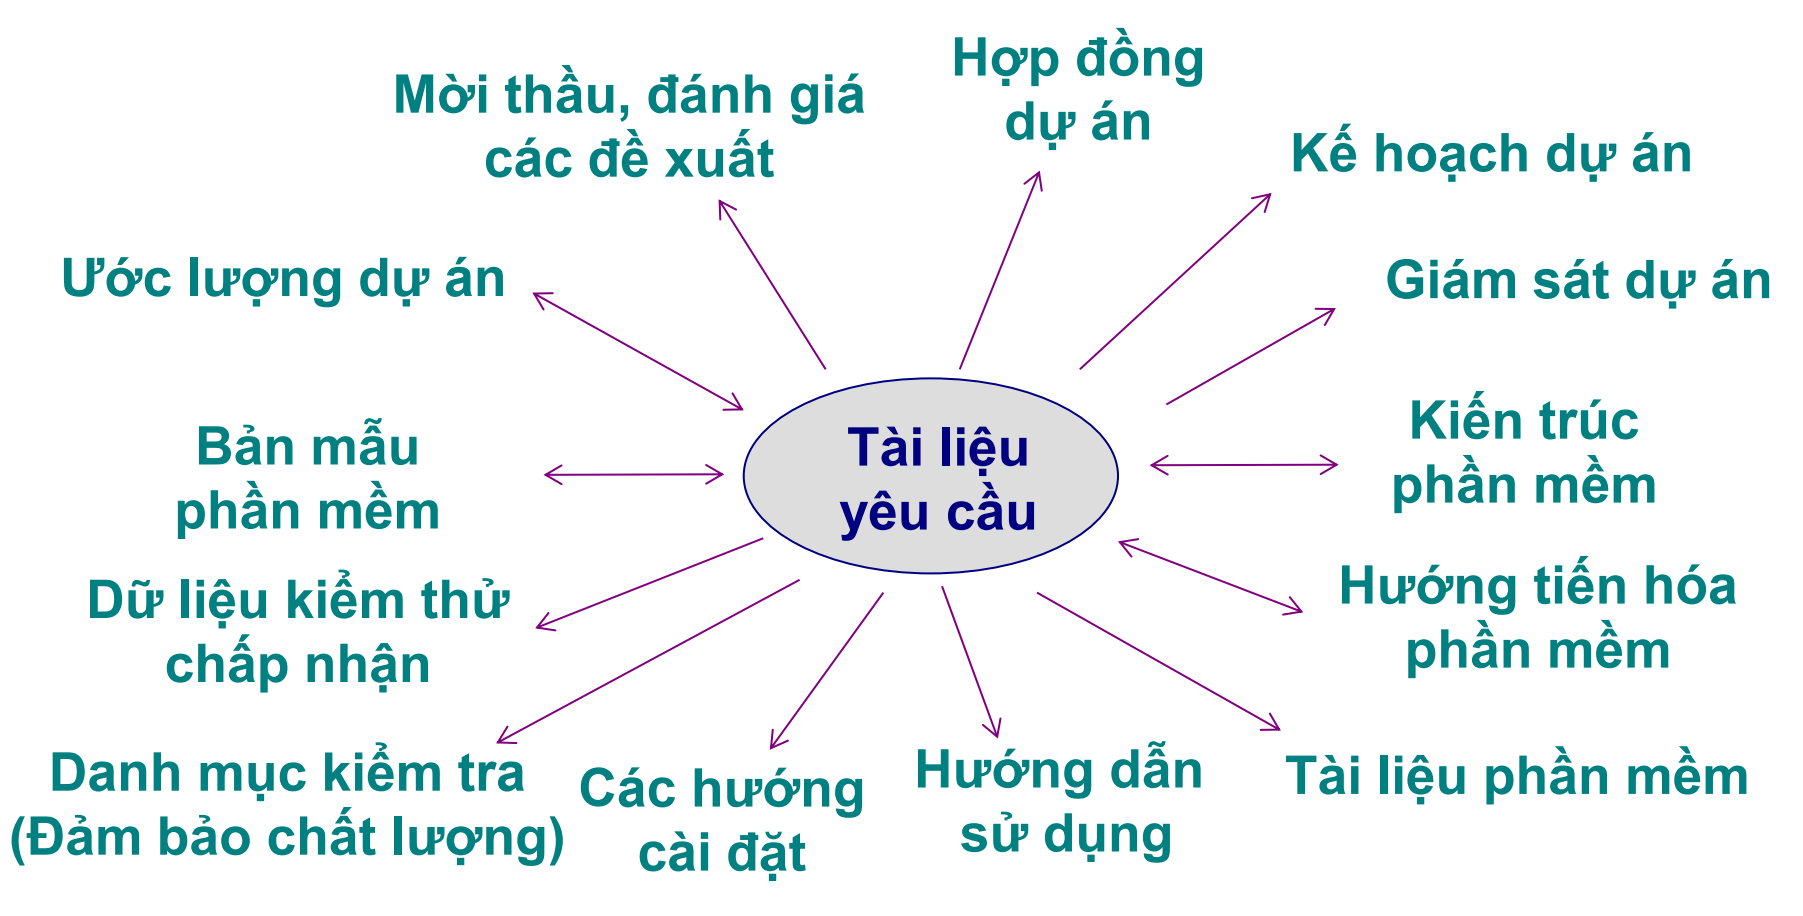 Hợp đồng
dự án
Mời thầu, đánh giá
các đề xuất
Kế hoạch dự án
Ước lượng dự án
Giám sát dự án
Bản mẫu
phần mềm
Tài liệu
yêu cầu
Kiến trúc
phần mềm
Dữ liệu kiểm thử
chấp nhận
Hướng tiến hóa
phần mềm
Danh mục kiểm tra
(Đảm bảo chất lượng)
Các hướng
cài đặt
Hướng dẫn
sử dụng
Tài liệu phần mềm